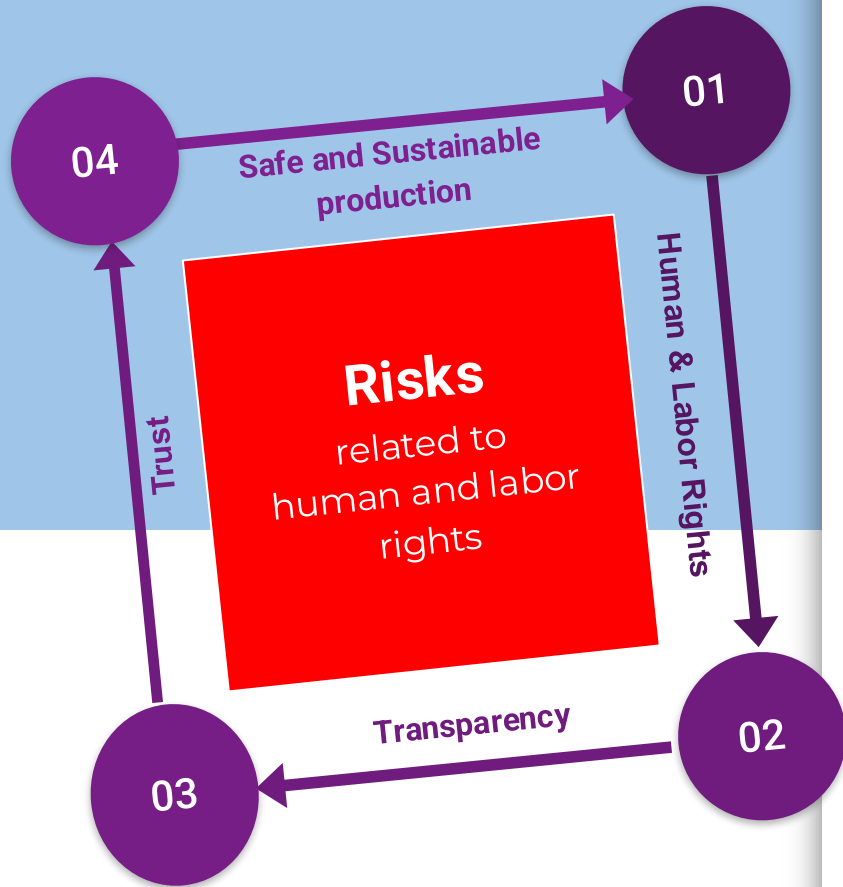 01
04
Safe and Sustainable
production
Human & Labor Rights
Risks
related to
human and labor
rights
Trust
Transparency
02
03